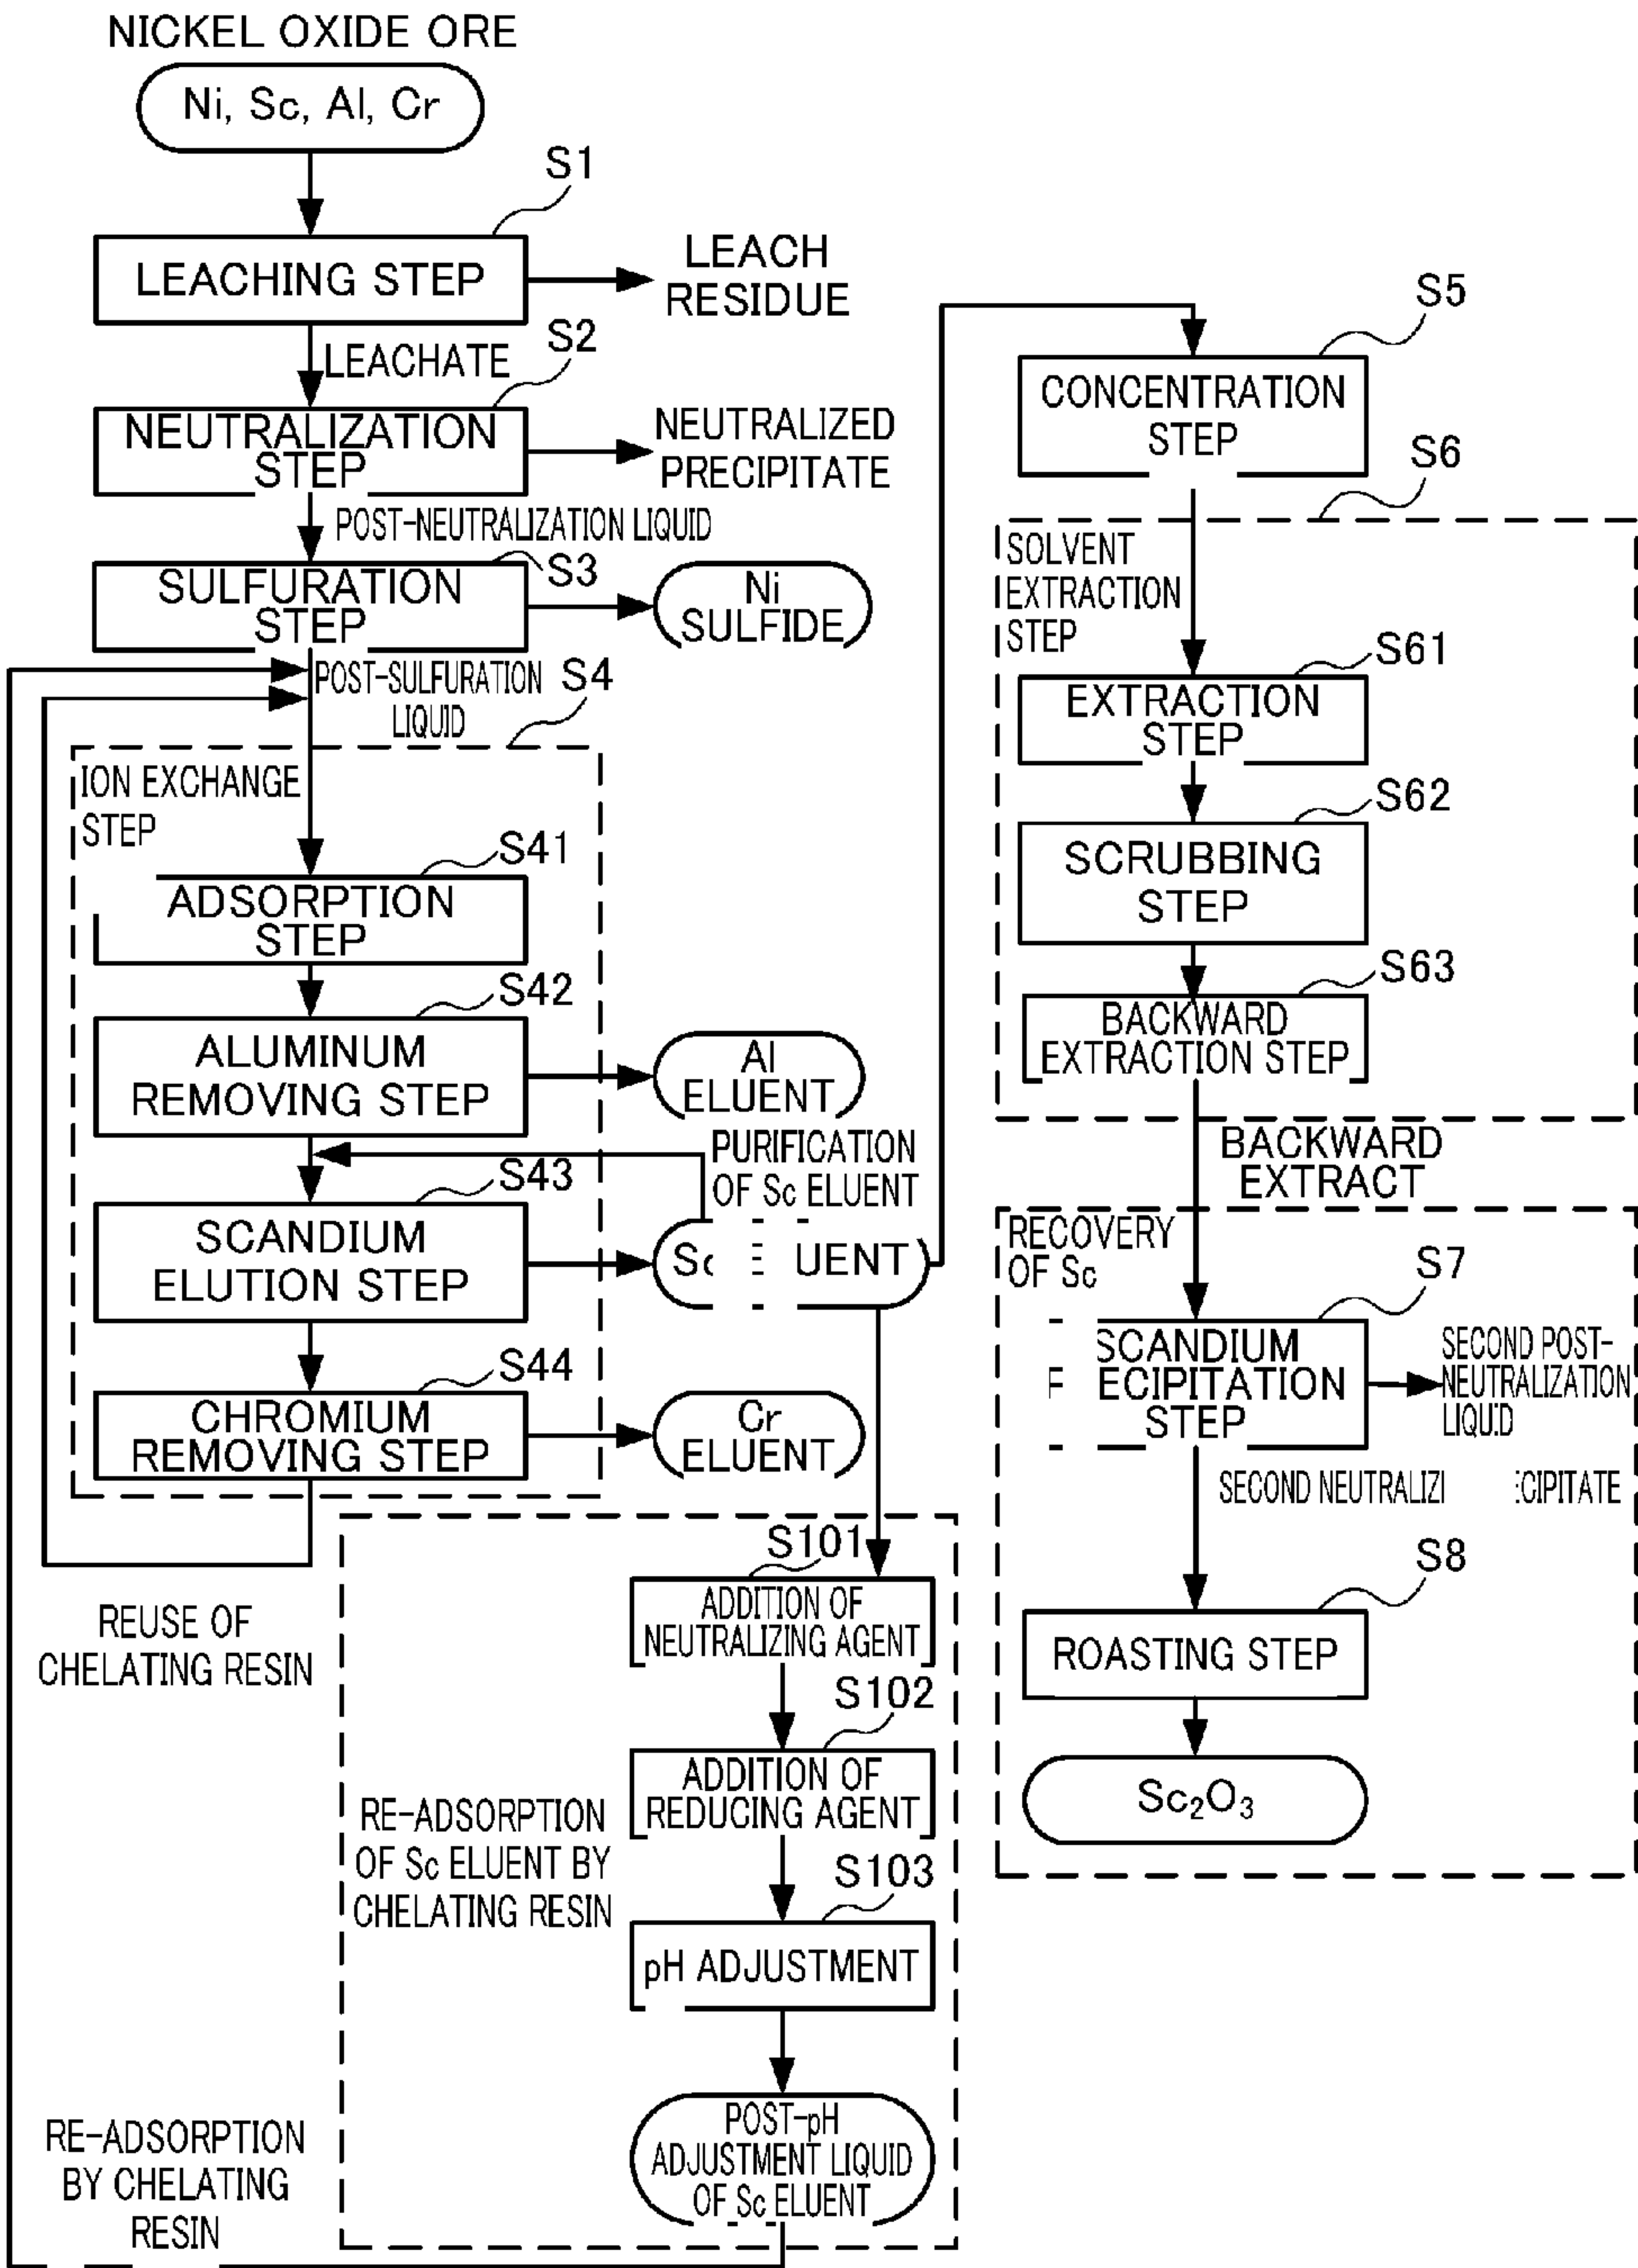 NICKEL OXIDE ORE
Ni, Sc, Al, Cr
S1
LEACHING STEP
LEACH
RESIDUE
LEACHATE
S2
NEUTRALIZATION
STEP
NEUTRALIZED
PRECIPITATE
POST-NEUTRALIZATION LIQUID
S3
SULFURATION
STEP
Ni
SULFIDE
POST-SULFURATION
LIQUID
S4
ION EXCHANGE
STEP
S41
ADSORPTION
STEP
S42
ALUMINUM
REMOVING STEP
Al
ELUENT
PURIFICATION
OF Sc ELUENT
S43
SCANDIUM
ELUTION STEP
Sc UENT
S44
CHROMIUM
REMOVING STEP
Cr
ELUENT
REUSE OF
CHELATING RESIN
S101
ADDITION OF
NEUTRALIZING AGENT
S102
ADDITION OF
REDUCING AGENT
RE-ADSORPTION
OF Sc ELUENT BY
CHELATING RESIN
S103
pH ADJUSTMENT
POST-pH
ADJUSTMENT LIQUID
OF Sc ELUENT
RE-ADSORPTION
BY CHELATING
RESIN
S5
CONCENTRATION
STEP
S6
SOLVENT
EXTRACTION
STEP
S61
EXTRACTION
STEP
S62
SCRUBBING
STEP
S63
BACKWARD
EXTRACTION STEP
BACKWARD
EXTRACT
RECOVERY
OF Sc
S7
SCANDIUM
ECIPITATION
STEP
SECOND POST-
NEUTRALIZATION
LIQUID
SECOND NEUTRALIZI CIPITATE
S8
ROASTING STEP
Sc₂O₃